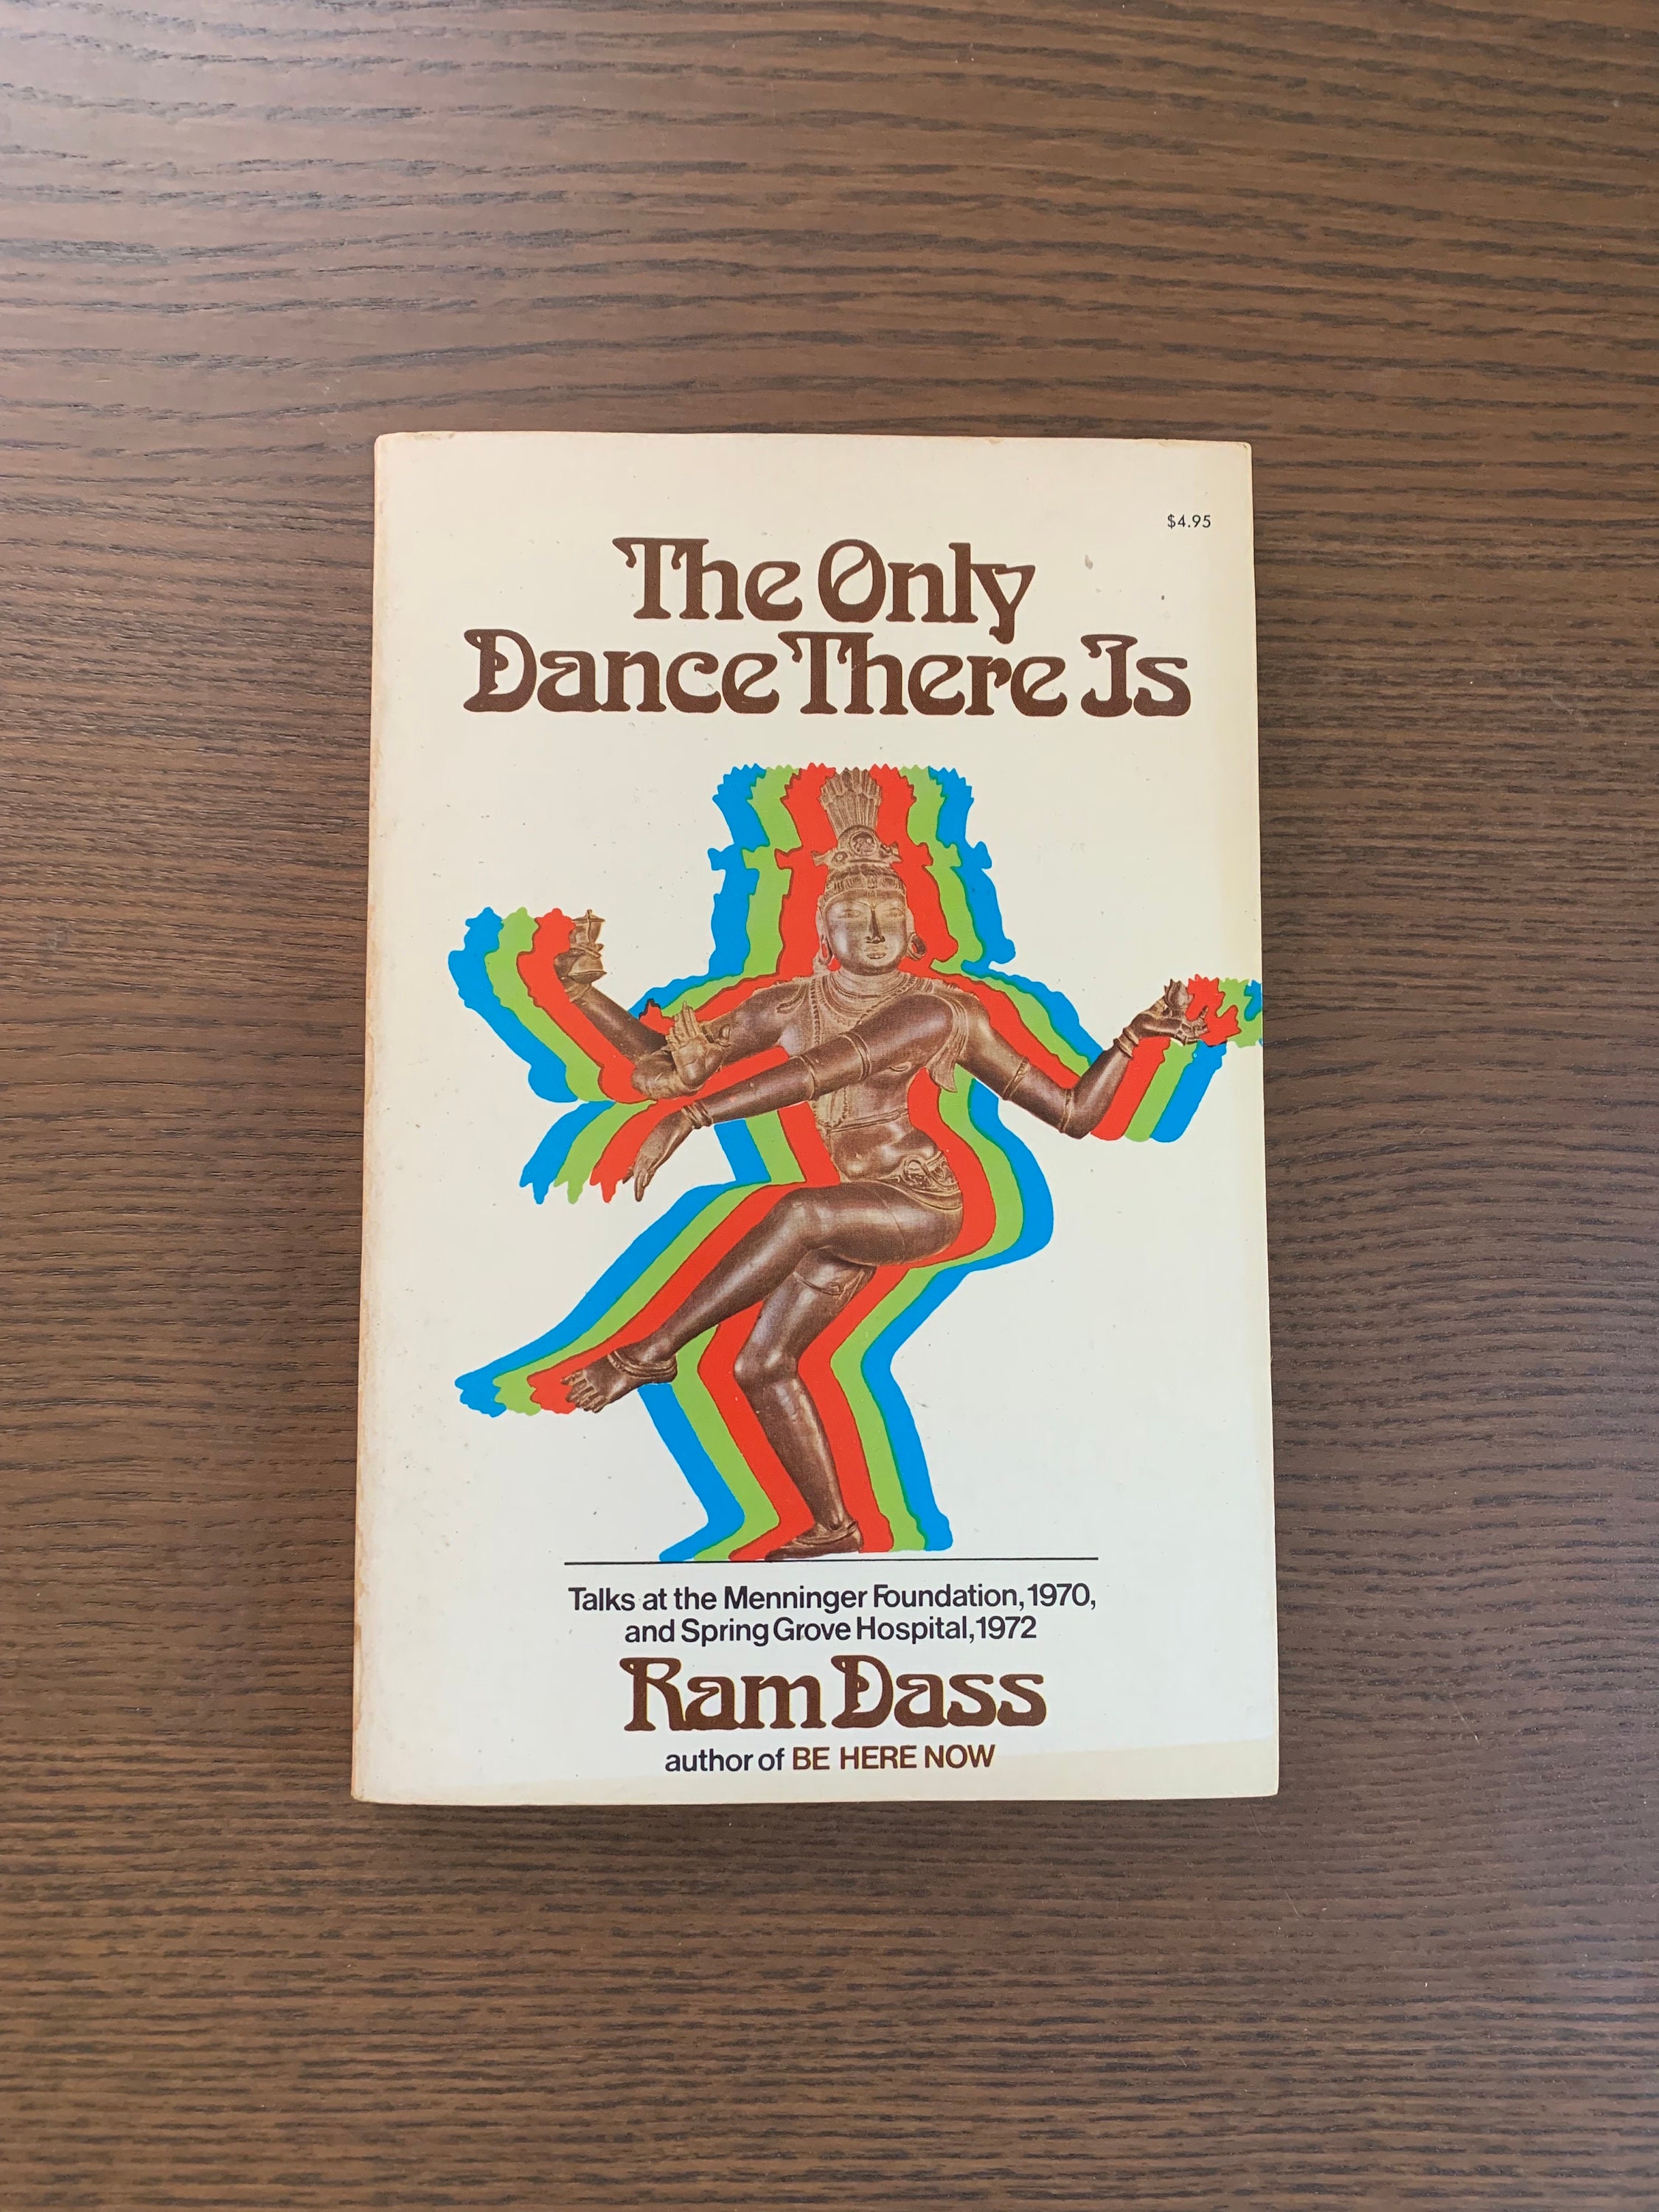 $4.95
The Only
Dance There Is
Talks at the Menninger Foundation, 1970,
and Spring Grove Hospital, 1972
Ram Dass
author of BE HERE NOW